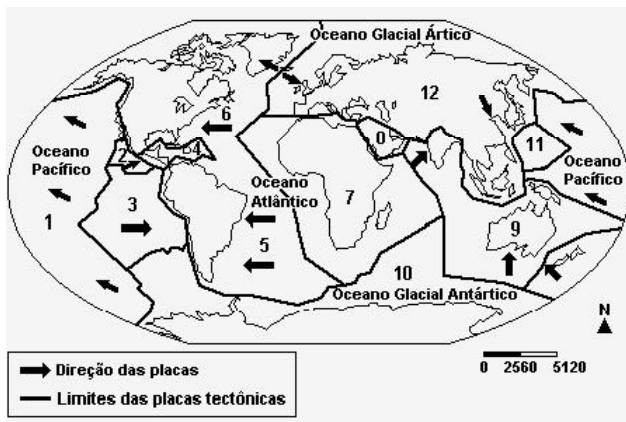 Oceano Glacial Ártico
6
12
0
4
2
11
Oceano
Pacífico
Oceano
Pacífico
Oceano
Atlântico
7
3
1
9
5
10
Oceano Glacial Antártico
N
Direção das placas
Limites das placas tectônicas
0 2560 5120